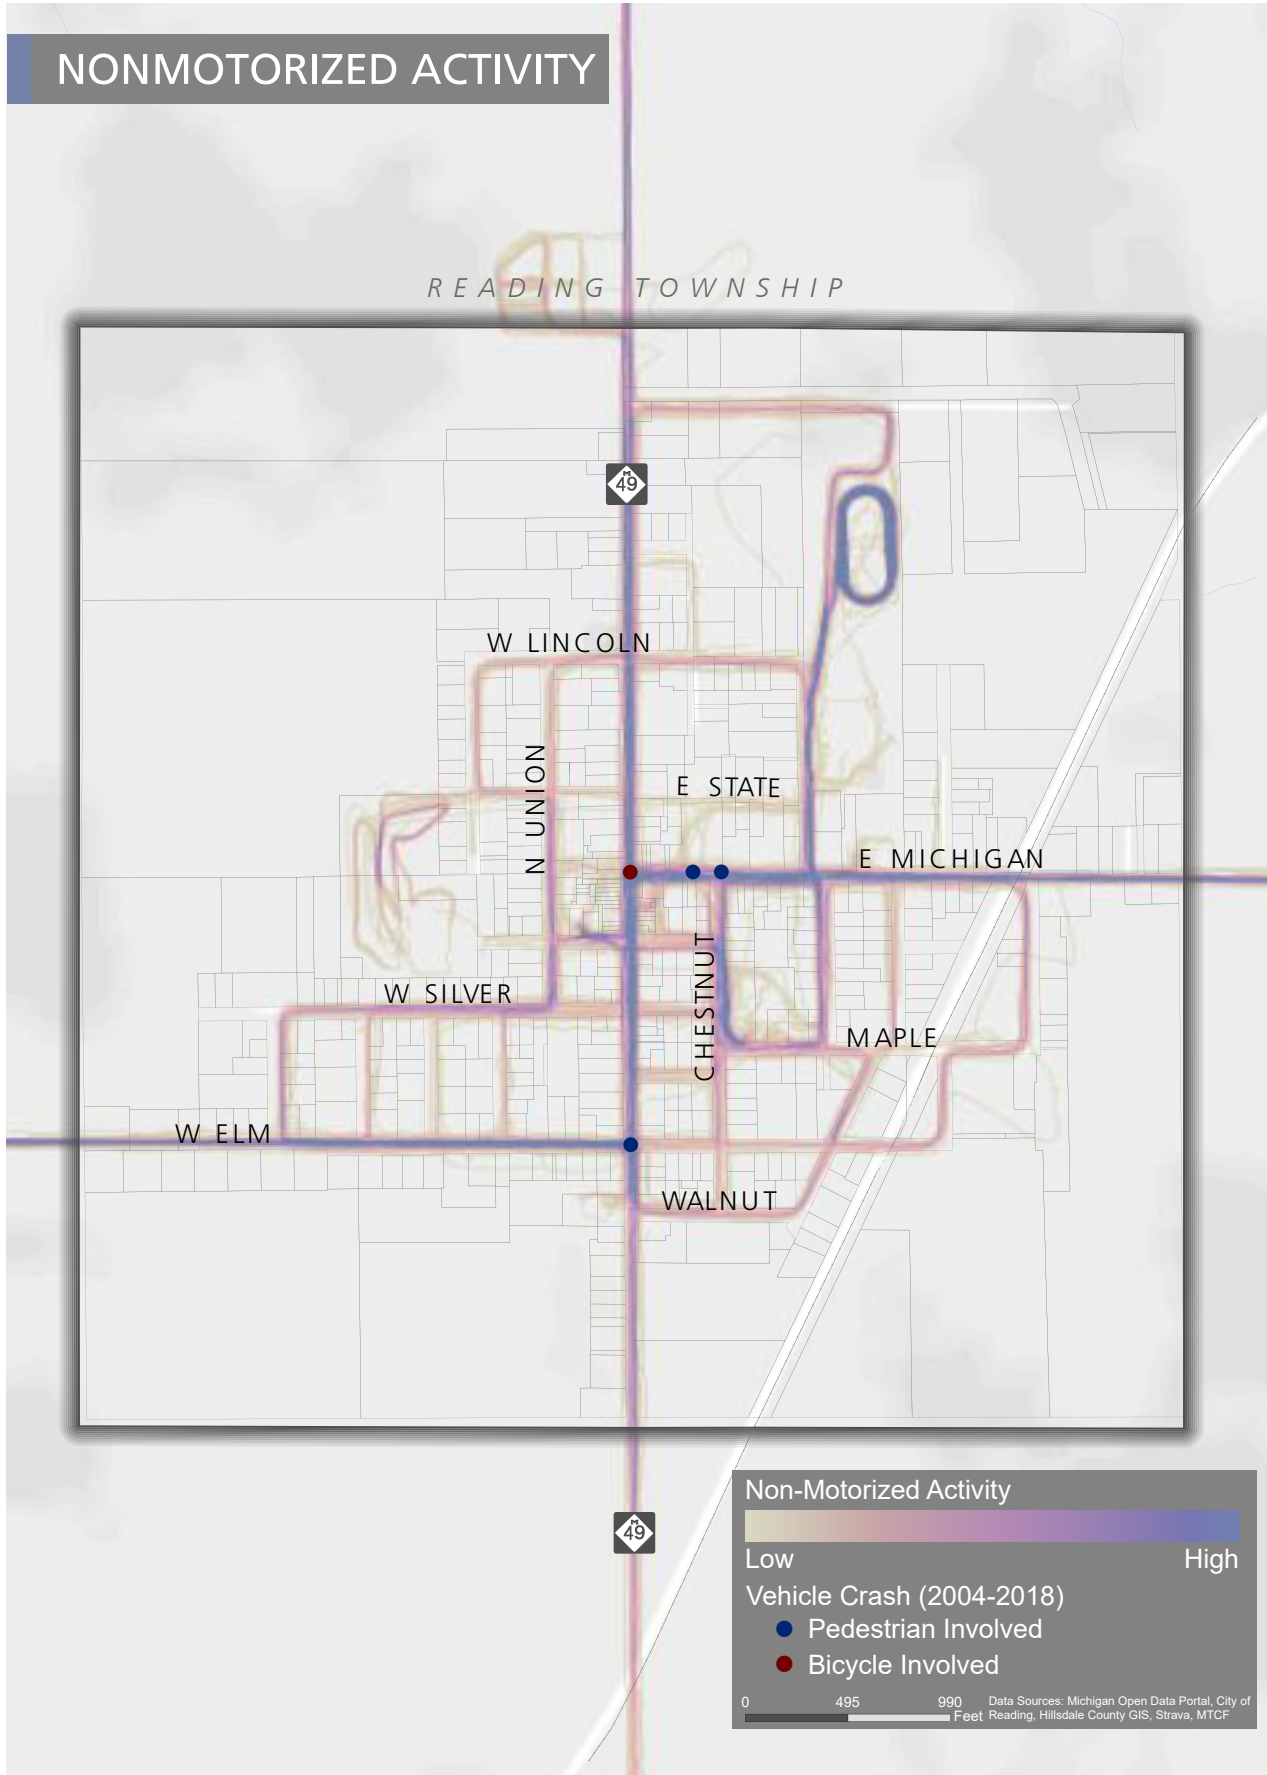 NONMOTORIZED ACTIVITY
READING TOWNSHIP
M
49
W LINCOLN
N UNION
E STATE
E MICHIGAN
CHESTNUT
W SILVER
MAPLE
W ELM
WALNUT
M
49
Non-Motorized Activity
Low High
Vehicle Crash (2004-2018)
Pedestrian Involved
Bicycle Involved
0 495 990
Feet
Data Sources: Michigan Open Data Portal, City of
Reading, Hillsdale County GIS, Strava, MTCF